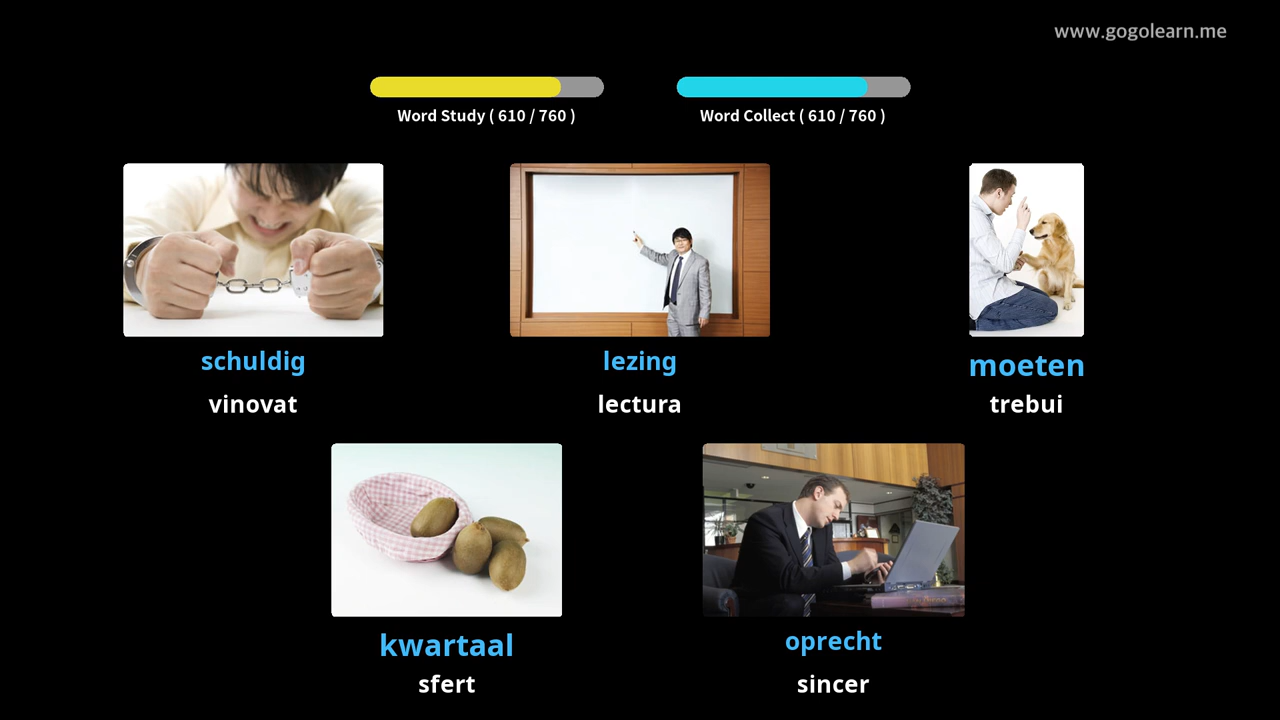 www.gogolearn.me
Word Study ( 610 / 760 )
Word Collect ( 610 / 760 )
schuldig
vinovat
lezing
lectura
moeten
trebui
kwartaal
sfert
oprecht
sincer